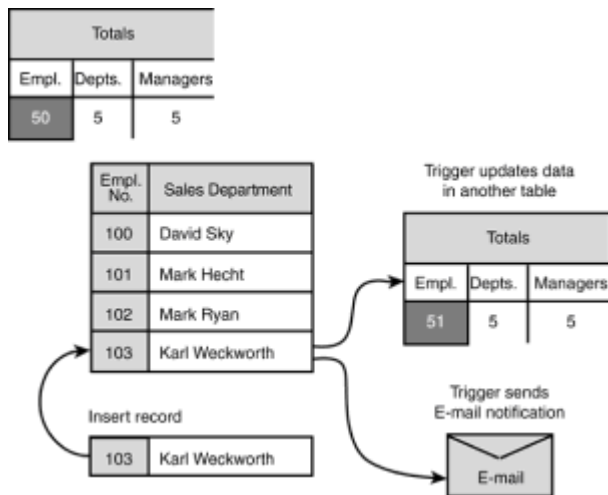 Totals
Empl. Depts. Managers
50 5 5
Empl. No. Sales Department
100 David Sky
101 Mark Hecht
102 Mark Ryan
103 Karl Weckworth
Insert record
103 Karl Weckworth
Trigger updates data
in another table
Totals
Empl. Depts. Managers
51 5 5
Trigger sends
E-mail notification
E-mail